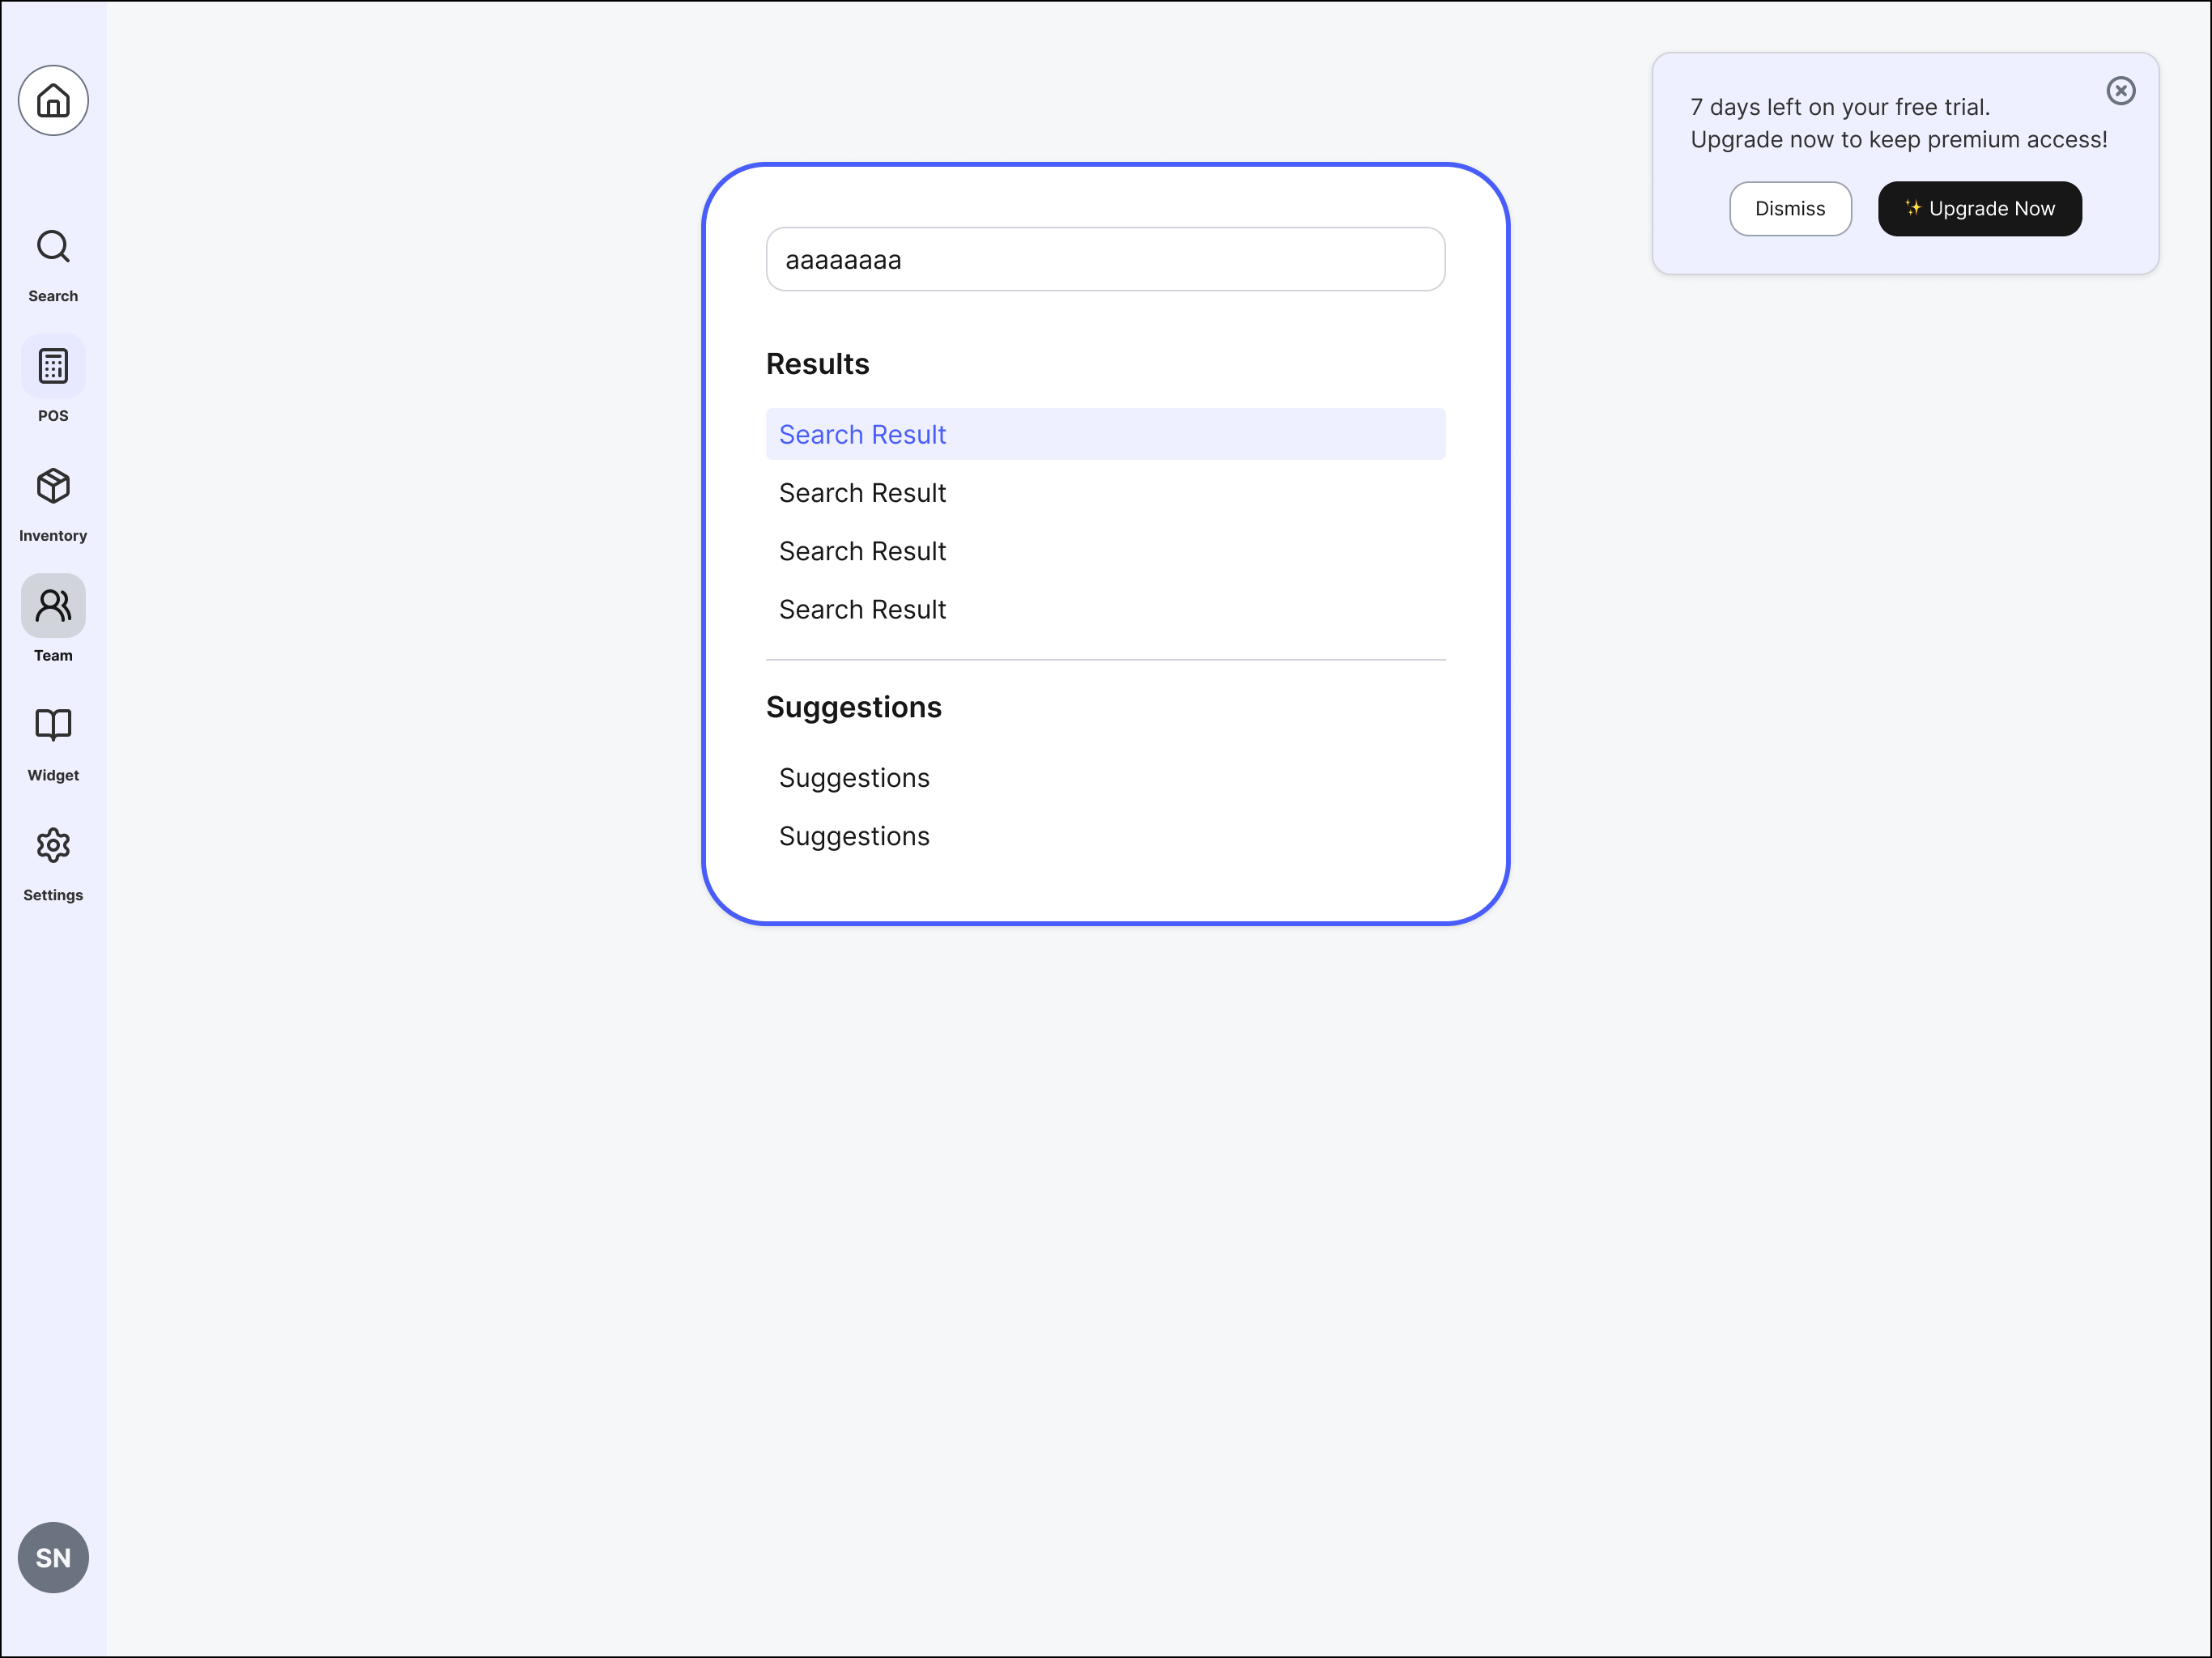 Search
POS
Inventory
Team
Widget
Settings
SN
aaaaaaaa
Results
Search Result
Search Result
Search Result
Search Result
Suggestions
Suggestions
Suggestions
7 days left on your free trial.
Upgrade now to keep premium access!
Dismiss
✨ Upgrade Now